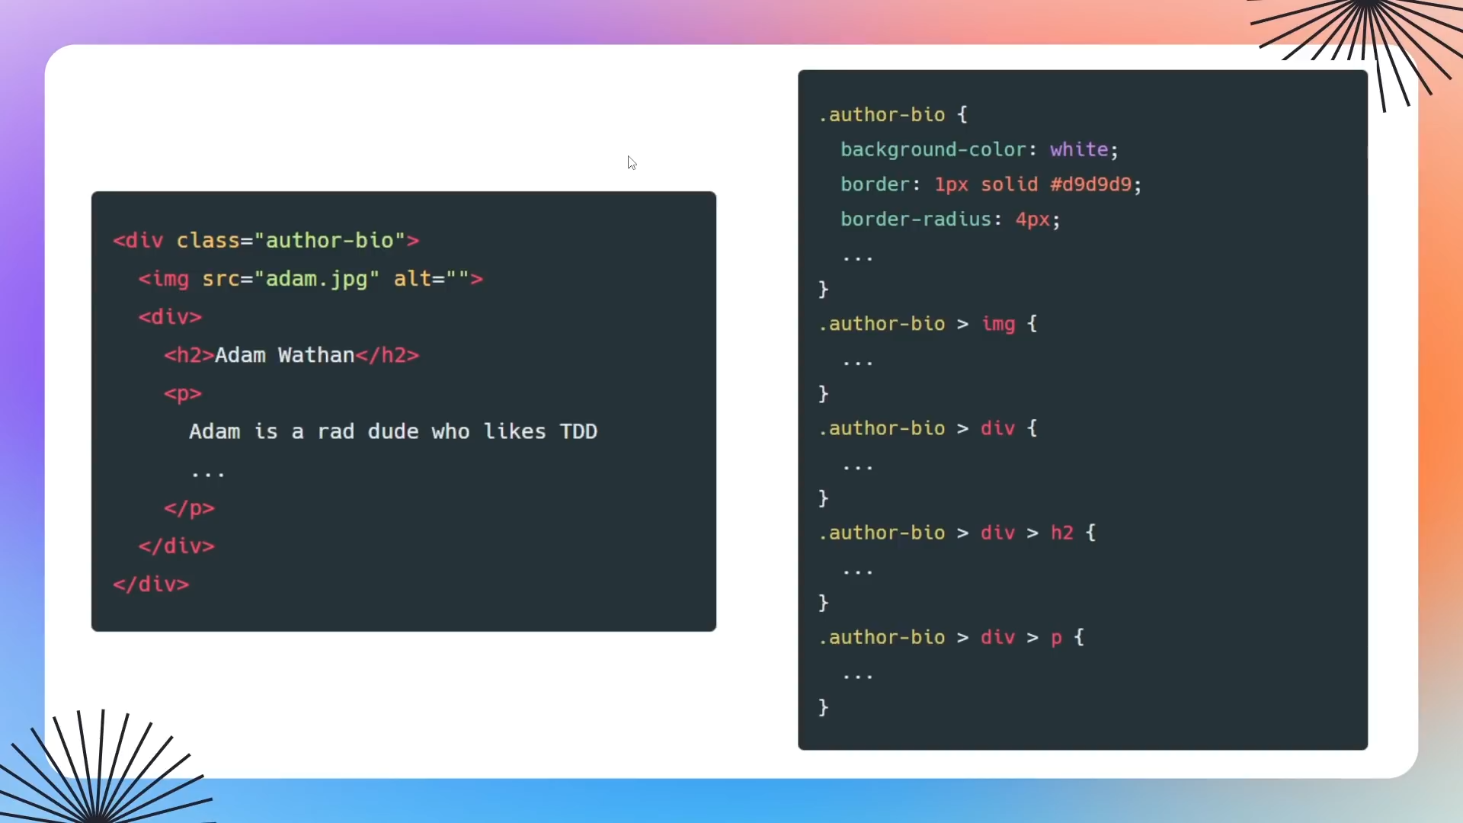 <div class="author-bio">
  <img src="adam.jpg" alt="">
  <div>
    <h2>Adam Wathan</h2>
    <p>
      Adam is a rad dude who likes TDD
      ...
    </p>
  </div>
</div>
.author-bio {
  background-color: white;
  border: 1px solid #d9d9d9;
  border-radius: 4px;
  ...
}
.author-bio > img {
  ...
}
.author-bio > div {
  ...
}
.author-bio > div > h2 {
  ...
}
.author-bio > div > p {
  ...
}